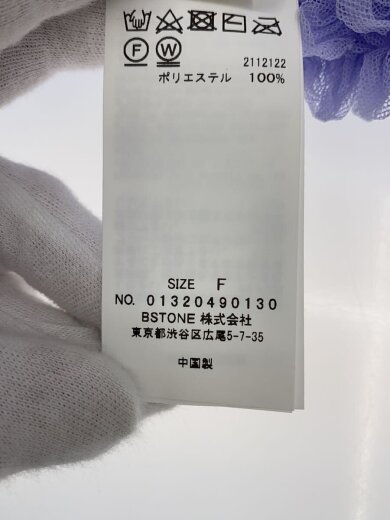 F W
2112122
ポリエステル 100%
SIZE F
NO. 01320490130
BSTONE 株式会社
東京都渋谷区広尾5-7-35
中国製